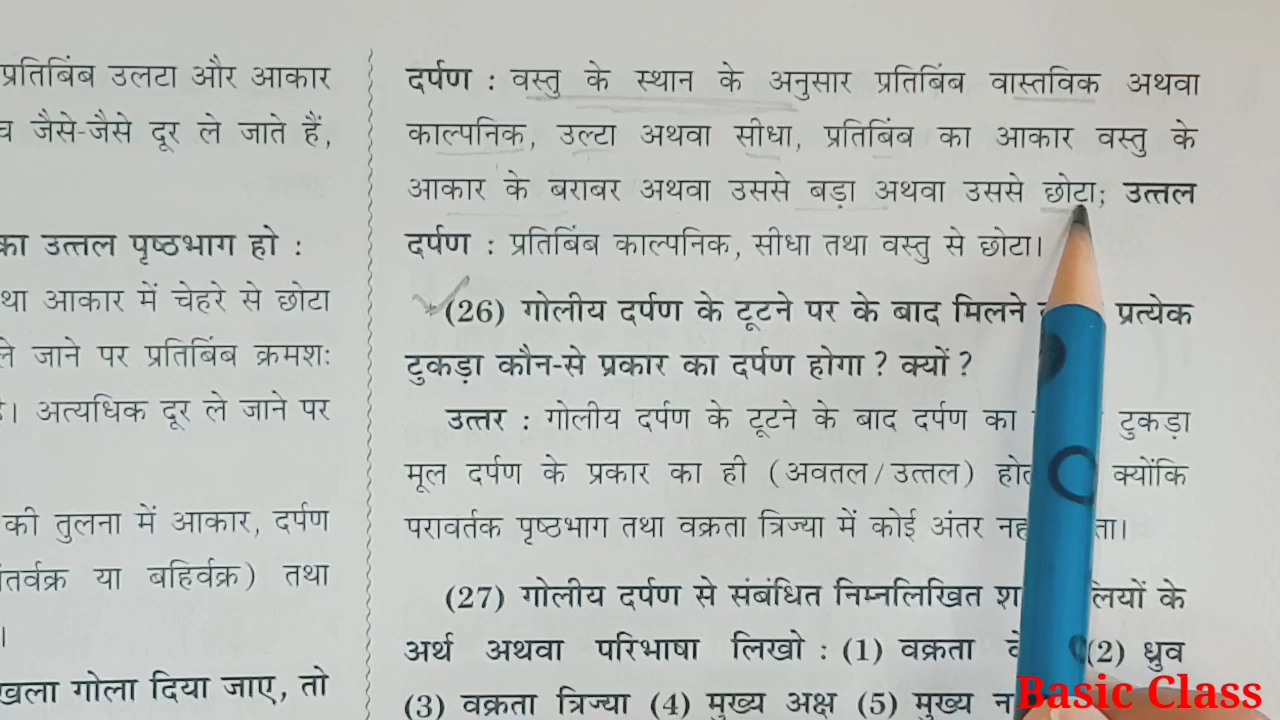 प्रतिबिंब उलटा और आकार
जैसे-जैसे दूर ले जाते हैं,
का उत्तल पृष्ठभाग हो :
था आकार में चेहरे से छोटा
जाने पर प्रतिबिंब क्रमशः
अत्यधिक दूर ले जाने पर
की तुलना में आकार, दर्पण
या बहिर्वक्र) तथा
गोला दिया जाए, तो
दर्पण : वस्तु के स्थान के अनुसार प्रतिबिंब वास्तविक अथवा
काल्पनिक, उल्टा अथवा सीधा, प्रतिबिंब का आकार वस्तु के
आकार के बराबर अथवा उससे बड़ा अथवा उससे छोटा; उत्तल
दर्पण : प्रतिबिंब काल्पनिक, सीधा तथा वस्तु से छोटा।
(26) गोलीय दर्पण के टूटने पर के बाद मिलने प्रत्येक
टुकड़ा कौन-से प्रकार का दर्पण होगा ? क्यों ?
उत्तर : गोलीय दर्पण के टूटने के बाद दर्पण का टुकड़ा
मूल दर्पण के प्रकार का ही (अवतल/उत्तल) क्योंकि
परावर्तक पृष्ठभाग तथा वक्रता त्रिज्या में कोई अंतर
(27) गोलीय दर्पण से संबंधित निम्नलिखित
अर्थ अथवा परिभाषा लिखो : (1) वक्रता (2) ध्रुव
(3) वक्रता त्रिज्या (4) मुख्य अक्ष (5) मुख्य
Basic Class